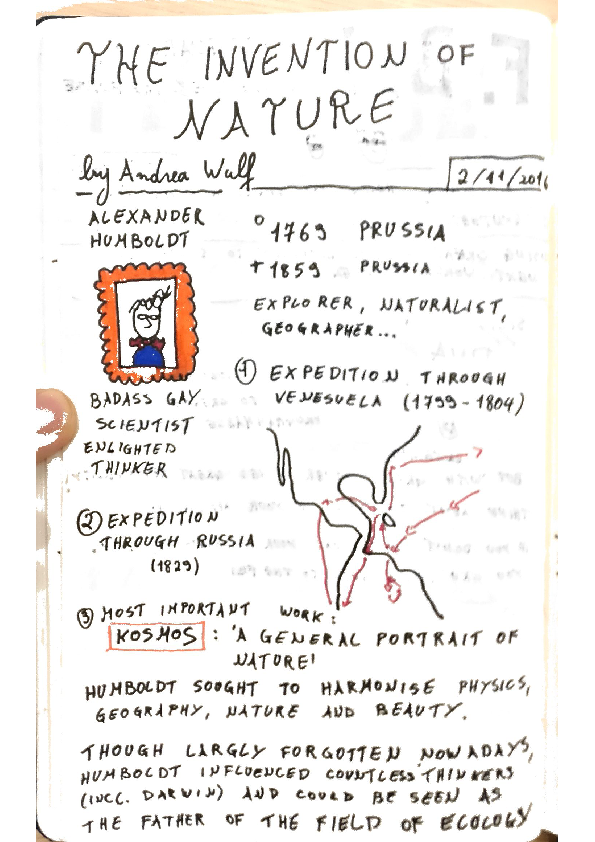 THE INVENTION OF
NATURE
by Andrea Wulf
2/11/2016
ALEXANDER
HUMBOLDT
° 1769 PRUSSIA
+ 1859 PRUSSIA
EXPLORER, NATURALIST,
GEOGRAPHER...
BADASS GAY
SCIENTIST
ENLIGHTED
THINKER
① EXPEDITION THROUGH
VENESUELA (1799-1804)
② EXPEDITION
THROUGH RUSSIA
(1829)
③ MOST IMPORTANT WORK:
KOSMOS : 'A GENERAL PORTRAIT OF
NATURE'
HUMBOLDT SOUGHT TO HARMONISE PHYSICS,
GEOGRAPHY, NATURE AND BEAUTY.
THOUGH LARGLY FORGOTTEN NOWADAYS,
HUMBOLDT INFLUENCED COUNTLESS THINKERS
(INCL. DARWIN) AND COULD BE SEEN AS
THE FATHER OF THE FIELD OF ECOLOGY